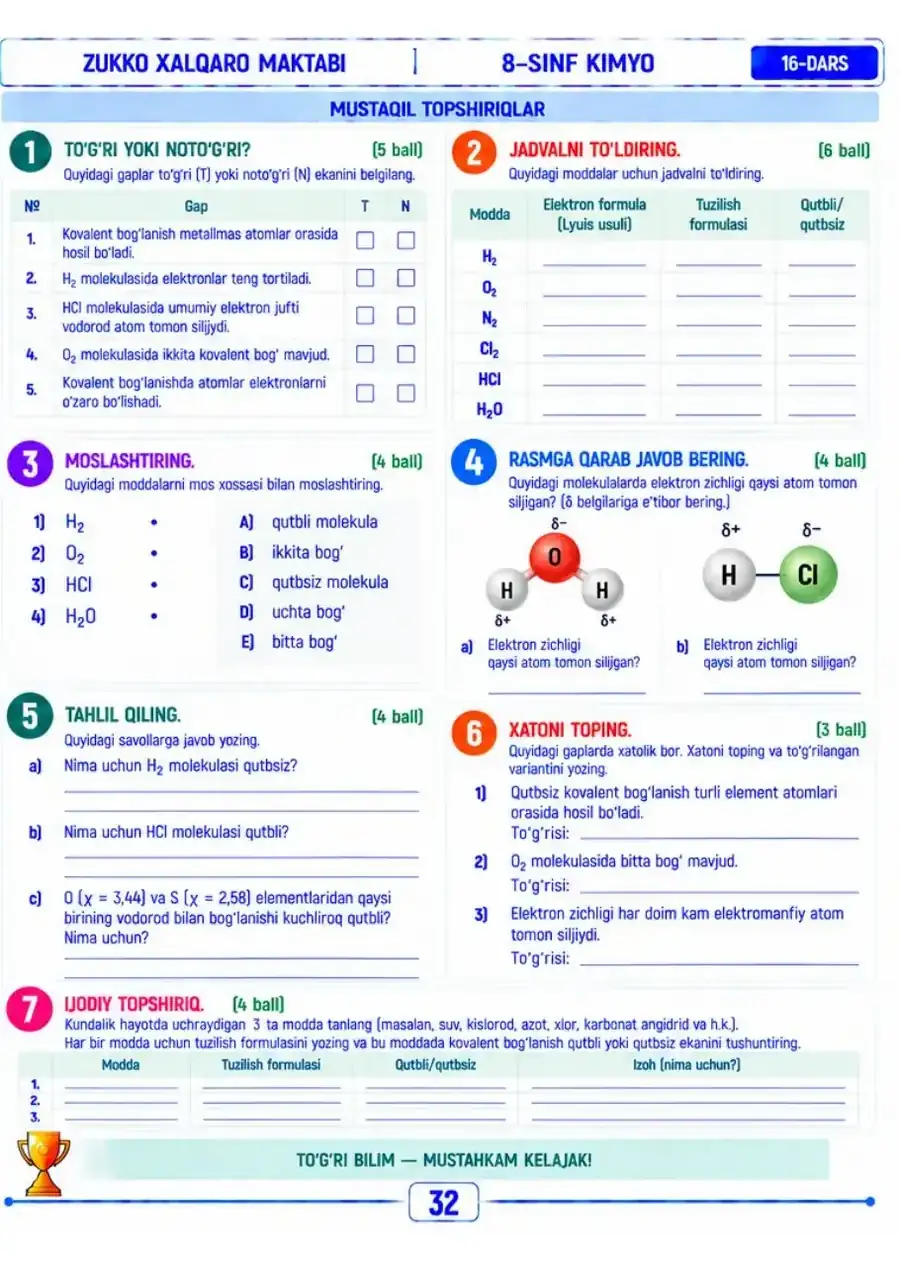 ZUKKO XALQARO MAKTABI | 8–SINF KIMYO 16–DARS
MUSTAQIL TOPSHIRIQLAR
1 TO‘G‘RI YOKI NOTO‘G‘RI? (5 ball)
Quyidagi gaplar to‘g‘ri (T) yoki noto‘g‘ri (N) ekanini belgilang.
№ Gap T N
1. Kovalent bog‘lanish metallmas atomlar orasida
hosil bo‘ladi.
2. H₂ molekulasida elektronlar teng tortiladi.
3. HCl molekulasida umumiy elektron jufti
vodorod atom tomon siljiydi.
4. O₂ molekulasida ikkita kovalent bog‘ mavjud.
5. Kovalent bog‘lanishda atomlar elektronlarni
o‘zaro bo‘lishadi.
2 JADVALNI TO‘LDIRING. (6 ball)
Quyidagi moddalar uchun jadvalni to‘ldiring.
Modda Elektron formula Tuzilish Qutbli/
(Lyuis usuli) formulasi qutbsiz
H₂
O₂
N₂
Cl₂
HCl
H₂O
3 MOSLASHTIRING. (4 ball)
Quyidagi moddalarni mos xossasi bilan moslashtiring.
1) H₂ • A) qutbli molekula
2) O₂ • B) ikkita bog‘
3) HCl • C) qutbsiz molekula
4) H₂O • D) uchta bog‘
E) bitta bog‘
4 RASMGA QARAB JAVOB BERING. (4 ball)
Quyidagi molekulalarda elektron zichligi qaysi atom tomon
siljigan? (δ belgilariga e‘tibor bering.)
δ–
O
H H
δ+ δ+
δ+ δ–
H Cl
a) Elektron zichligi
qaysi atom tomon siljigan?
b) Elektron zichligi
qaysi atom tomon siljigan?
5 TAHLIL QILING. (4 ball)
Quyidagi savollarga javob yozing.
a) Nima uchun H₂ molekulasi qutbsiz?
b) Nima uchun HCl molekulasi qutbli?
c) O (χ = 3,44) va S (χ = 2,58) elementlaridan qaysi
birining vodorod bilan bog‘lanishi kuchliroq qutbli?
Nima uchun?
6 XATONI TOPING. (3 ball)
Quyidagi gaplarda xatolik bor. Xatoni toping va to‘g‘rilangan
variantini yozing.
1) Qutbsiz kovalent bog‘lanish turli element atomlari
orasida hosil bo‘ladi.
To‘g‘risi:
2) O₂ molekulasida bitta bog‘ mavjud.
To‘g‘risi:
3) Elektron zichligi har doim kam elektromanfiy atom
tomon siljiydi.
To‘g‘risi:
7 IJODIY TOPSHIRIQ. (4 ball)
Kundalik hayotda uchraydigan 3 ta modda tanlang (masalan, suv, kislorod, azot, xlor, karbonat angidrid va h.k.).
Har bir modda uchun tuzilish formulasini yozing va bu moddada kovalent bog‘lanish qutbli yoki qutbsiz ekanini tushuntiring.
Modda Tuzilish formulasi Qutbli/qutbsiz Izoh (nima uchun?)
1.
2.
3.
TO‘G‘RI BILIM — MUSTAHKAM KELAJAK!
32